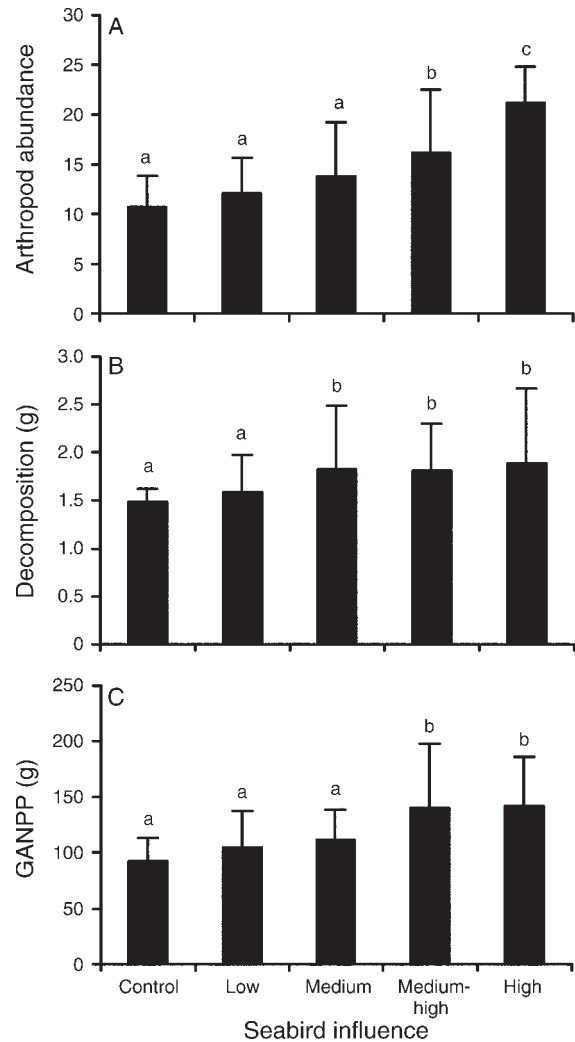 A
Arthropod abundance
30
25
20
15
10
5
0
a
a
a
b
c
B
Decomposition (g)
3.0
2.5
2.0
1.5
1.0
0.5
0
a
a
b
b
b
C
GANPP (g)
250
200
150
100
50
0
a
a
a
b
b
Control
Low
Medium
Medium-
high
High
Seabird influence